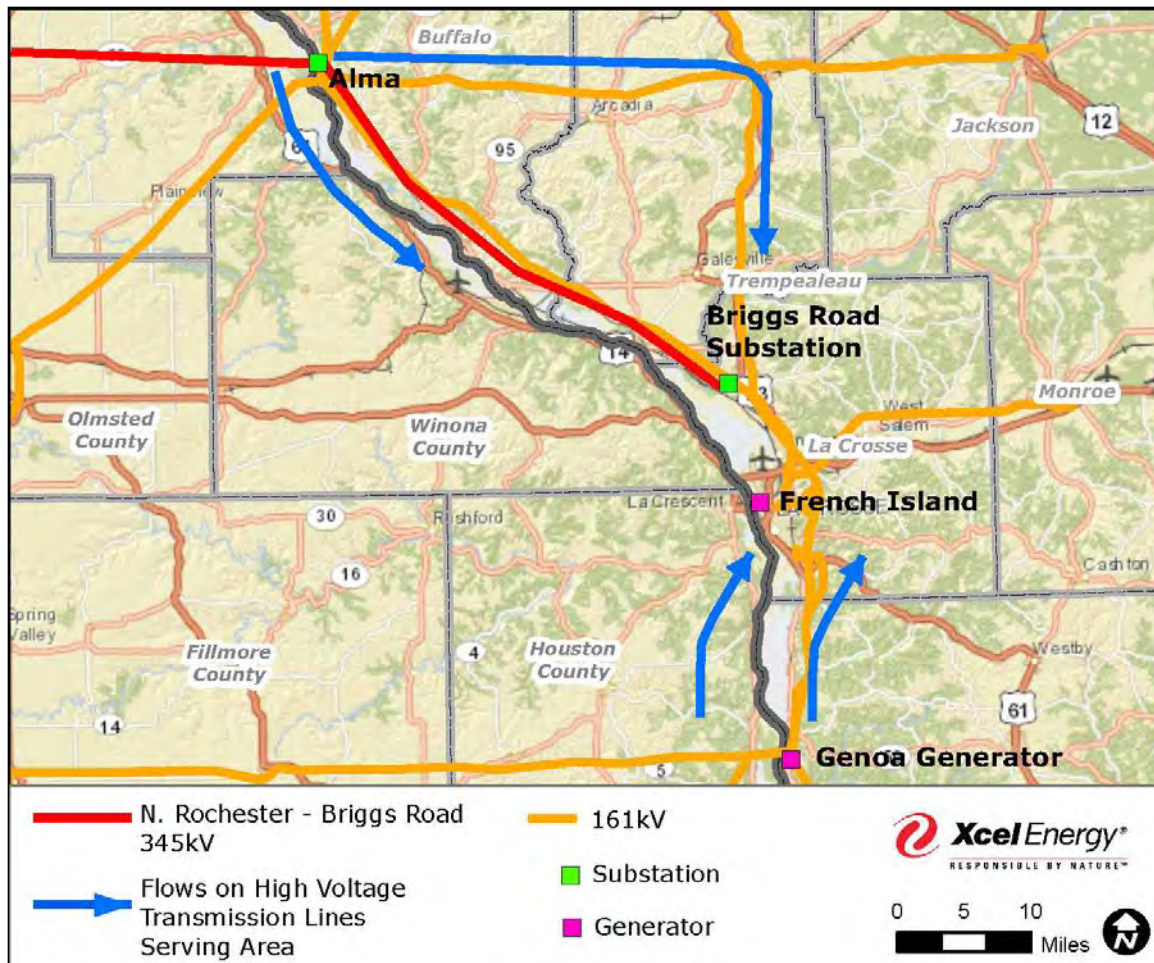 Buffalo
Alma
Arcadia
Jackson
12
95
61
Plainview
Galesville
Trempealeau
Briggs Road
Substation
14
Olmsted
County
Winona
County
West
Salem
Monroe
La Crosse
La Crescent
French Island
30
Rushford
16
Cashton
Spring
Valley
Fillmore
County
4
Houston
County
Westby
14
61
5
Genoa Generator
N. Rochester - Briggs Road
345kV
161kV
Flows on High Voltage
Transmission Lines
Serving Area
Substation
Generator
Xcel Energy®
RESPONSIBLE BY NATURE™
0 5 10
Miles
N